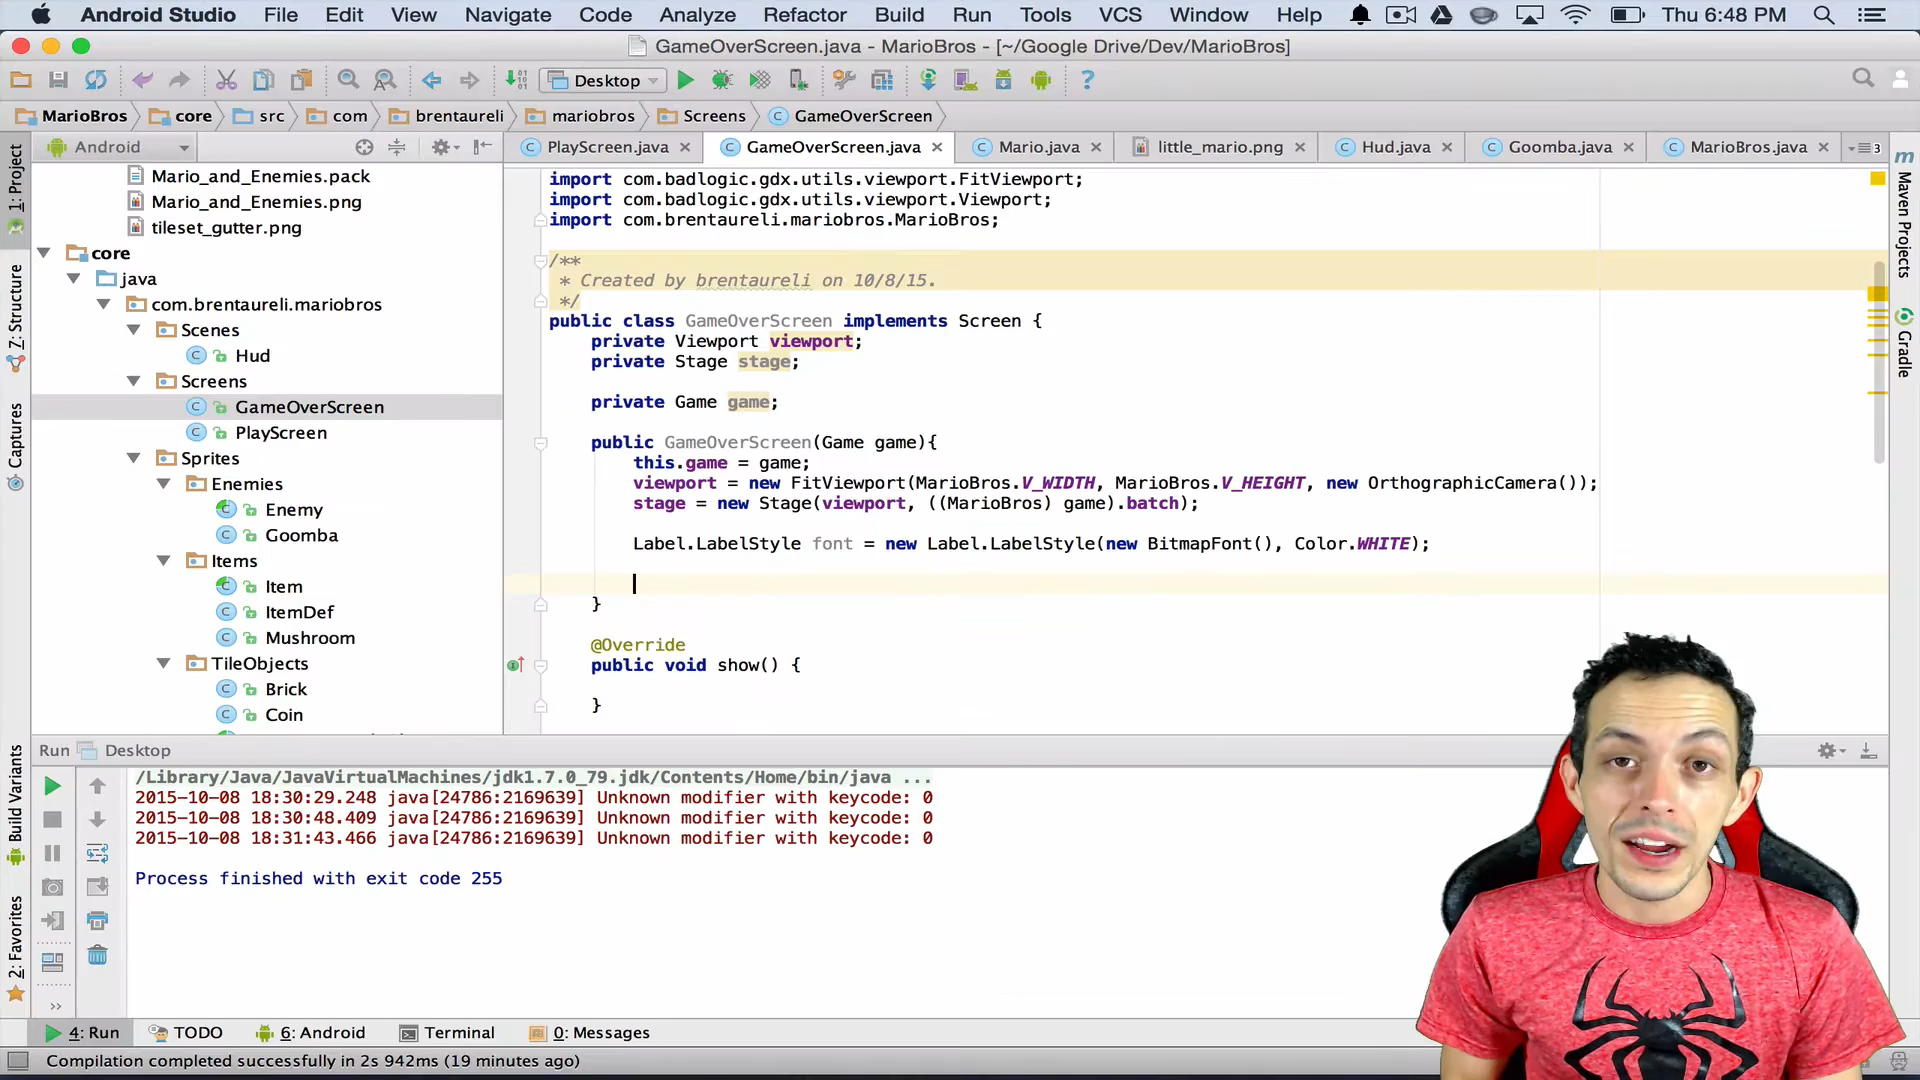 Android Studio File Edit View Navigate Code Analyze Refactor Build Run Tools VCS Window Help Thu 6:48 PM
GameOverScreen.java - MarioBros - [~/Google Drive/Dev/MarioBros]
Desktop
MarioBros core src com brentaureli mariobros Screens GameOverScreen
1: Project
Z: Structure
Captures
Build Variants
2: Favorites
Android
PlayScreen.java GameOverScreen.java Mario.java little_mario.png Hud.java Goomba.java MarioBros.java 3
Mario_and_Enemies.pack
Mario_and_Enemies.png
tileset_gutter.png
core
java
com.brentaureli.mariobros
Scenes
Hud
Screens
GameOverScreen
PlayScreen
Sprites
Enemies
Enemy
Goomba
Items
Item
ItemDef
Mushroom
TileObjects
Brick
Coin
import com.badlogic.gdx.utils.viewport.FitViewport;
import com.badlogic.gdx.utils.viewport.Viewport;
import com.brentaureli.mariobros.MarioBros;
/**
* Created by brentaureli on 10/8/15.
*/
public class GameOverScreen implements Screen {
private Viewport viewport;
private Stage stage;
private Game game;
public GameOverScreen(Game game){
this.game = game;
viewport = new FitViewport(MarioBros.V_WIDTH, MarioBros.V_HEIGHT, new OrthographicCamera());
stage = new Stage(viewport, ((MarioBros) game).batch);
Label.LabelStyle font = new Label.LabelStyle(new BitmapFont(), Color.WHITE);
}
@Override
public void show() {
}
m
Maven Projects
Gradle
Run Desktop
/Library/Java/JavaVirtualMachines/jdk1.7.0_79.jdk/Contents/Home/bin/java ...
2015-10-08 18:30:29.248 java[24786:2169639] Unknown modifier with keycode: 0
2015-10-08 18:30:48.409 java[24786:2169639] Unknown modifier with keycode: 0
2015-10-08 18:31:43.466 java[24786:2169639] Unknown modifier with keycode: 0
Process finished with exit code 255
4: Run TODO 6: Android Terminal 0: Messages
Compilation completed successfully in 2s 942ms (19 minutes ago)